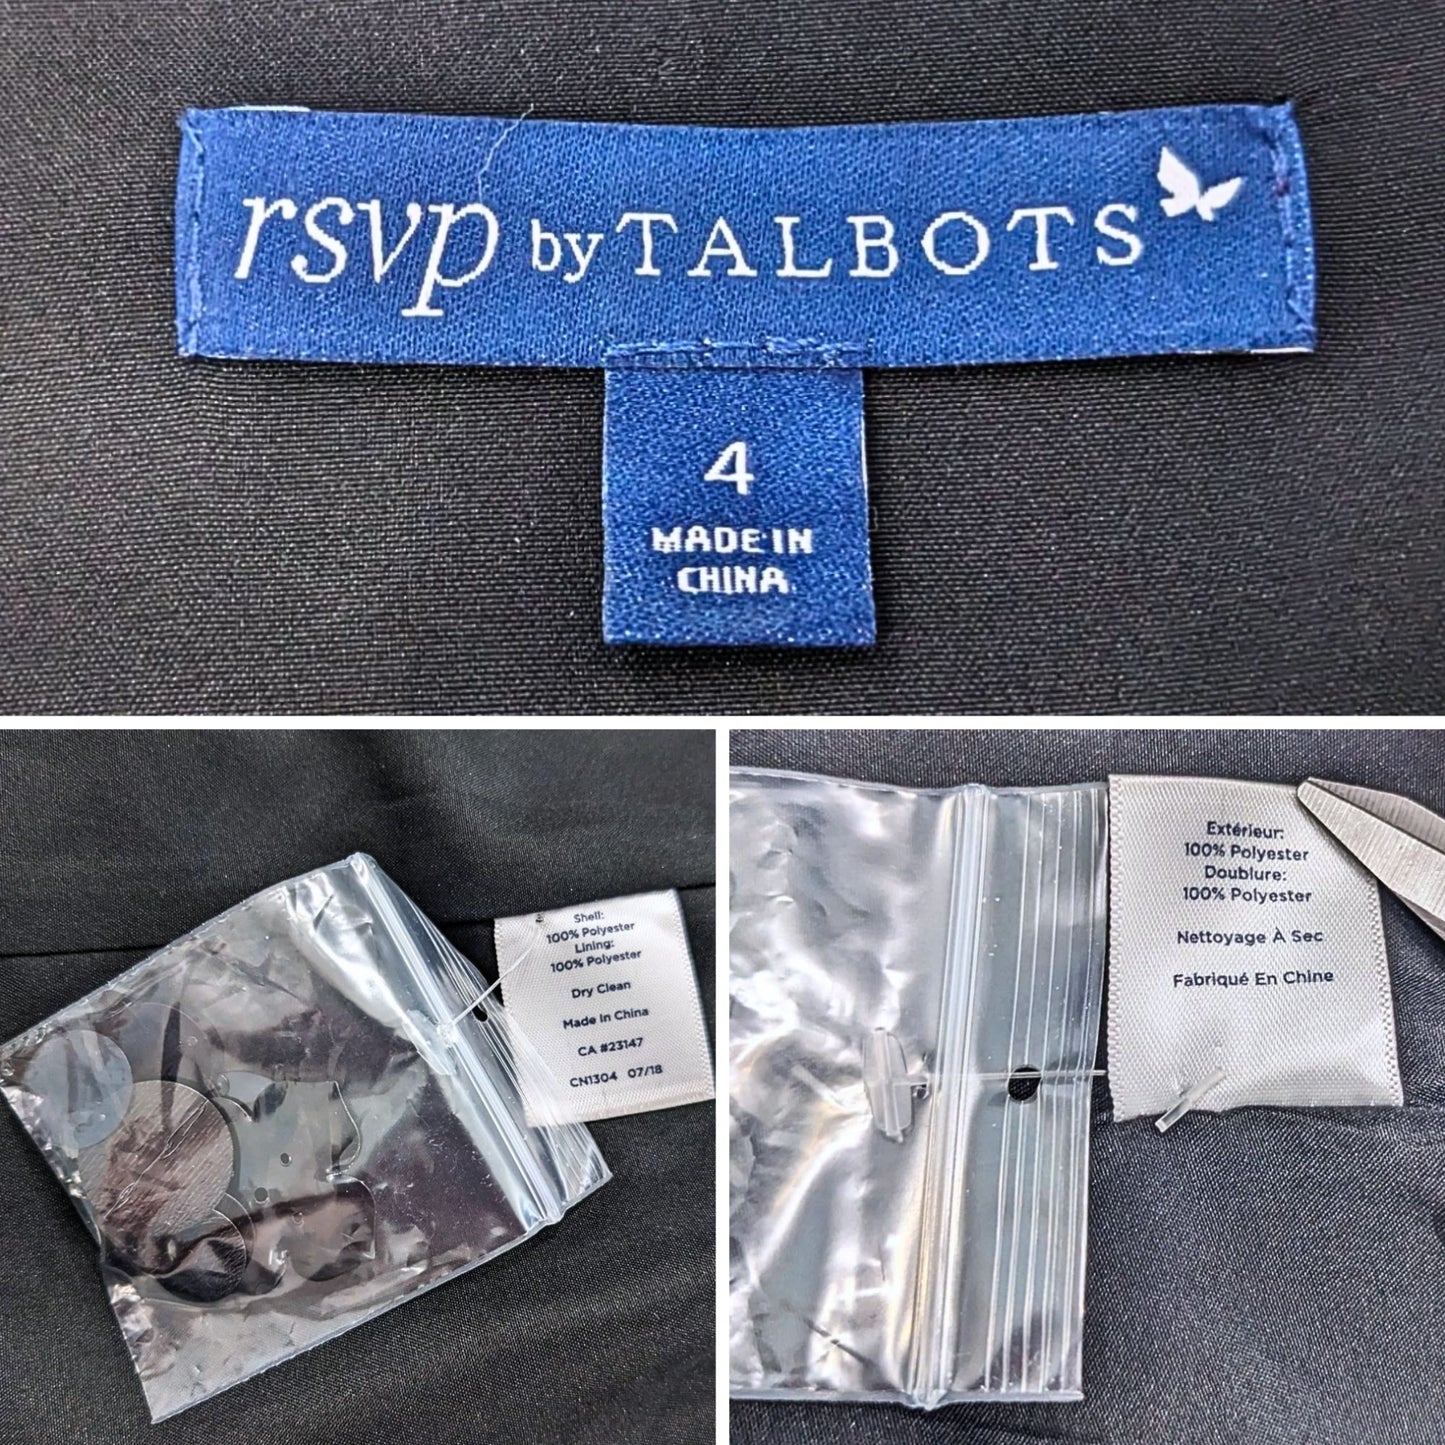 rsvp by TALBOTS
4
MADE IN
CHINA
Shell:
100% Polyester
Lining:
100% Polyester
Dry Clean
Made In China
CA #23147
CN1304 07/18
Extérieur:
100% Polyester
Doublure:
100% Polyester
Nettoyage À Sec
Fabriqué En Chine